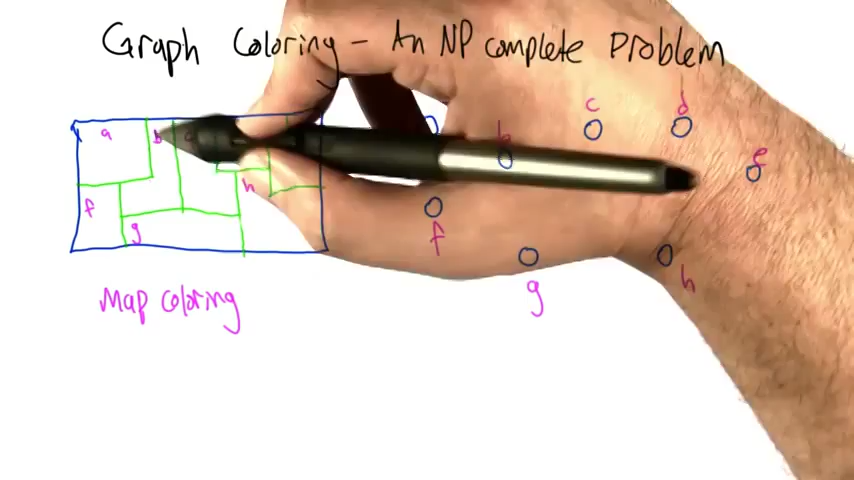 Graph Coloring - An NP complete Problem
a b c d
b e
f h
f
g h
g
Map coloring